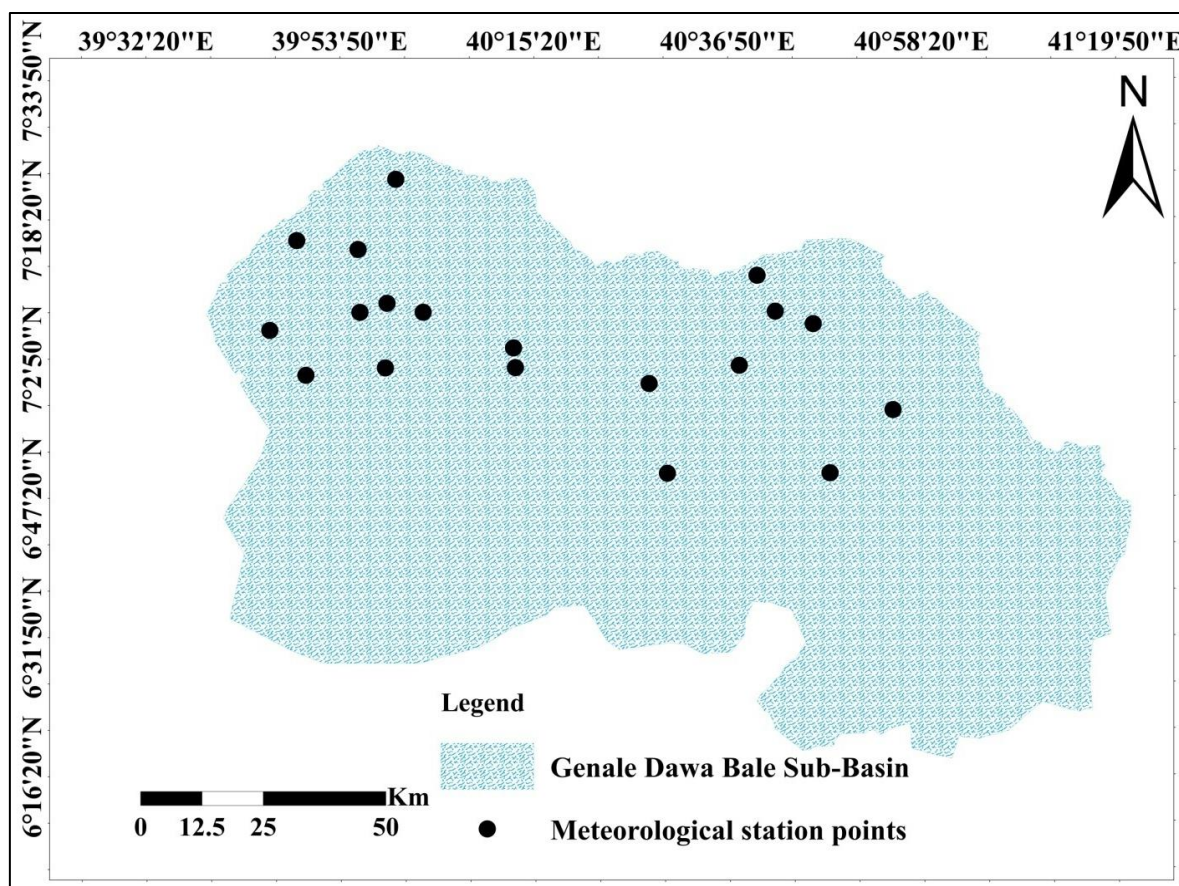 39°32'20"E 39°53'50"E 40°15'20"E 40°36'50"E 40°58'20"E 41°19'50"E
N
7°33'50"N
7°18'20"N
7°2'50"N
6°47'20"N
6°31'50"N
6°16'20"N
Legend
Genale Dawa Bale Sub-Basin
Meteorological station points
Km
0 12.5 25 50